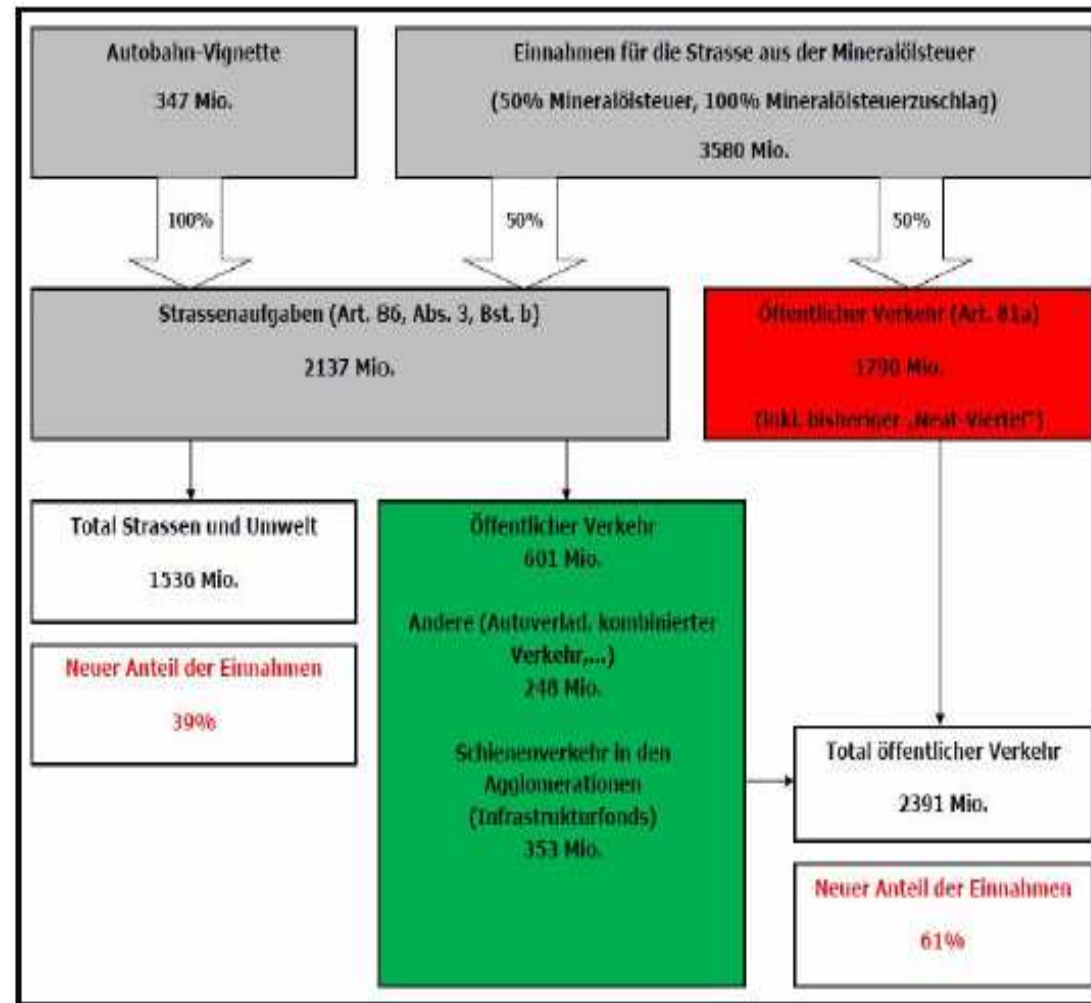 Autobahn-Vignette
347 Mio.
Einnahmen für die Strasse aus der Mineralölsteuer
(50% Mineralölsteuer, 100% Mineralölsteuerzuschlag)
3580 Mio.
100%
50%
50%
Strassenaufgaben (Art. 86, Abs. 3, Bst. b)
2137 Mio.
Öffentlicher Verkehr (Art. 81a)
1790 Mio.
(inkl. bisheriger „Neat-Viertel")
Total Strassen und Umwelt
1536 Mio.
Neuer Anteil der Einnahmen
39%
Öffentlicher Verkehr
601 Mio.
Andere (Autoverlad, kombinierter
Verkehr,...)
248 Mio.
Schienenverkehr in den
Agglomerationen
(Infrastrukturfonds)
353 Mio.
Total öffentlicher Verkehr
2391 Mio.
Neuer Anteil der Einnahmen
61%